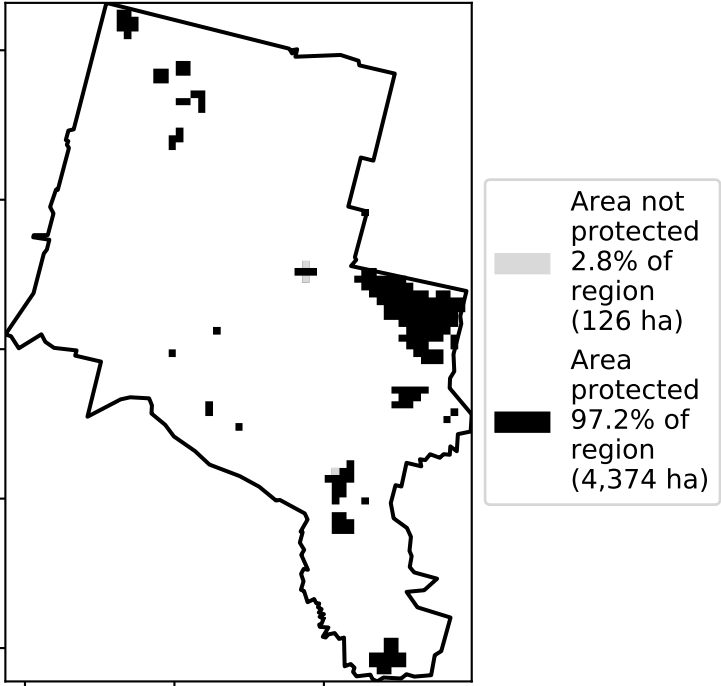 Area not
protected
2.8% of
region
(126 ha)
Area
protected
97.2% of
region
(4,374 ha)